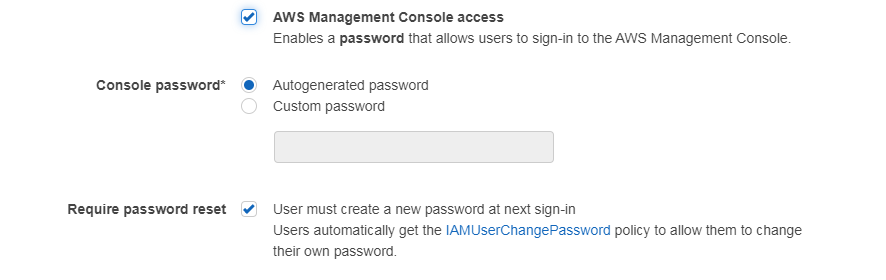 AWS Management Console access
Enables a password that allows users to sign-in to the AWS Management Console.
Console password*
Autogenerated password
Custom password
Require password reset
User must create a new password at next sign-in
Users automatically get the IAMUserChangePassword policy to allow them to change
their own password.